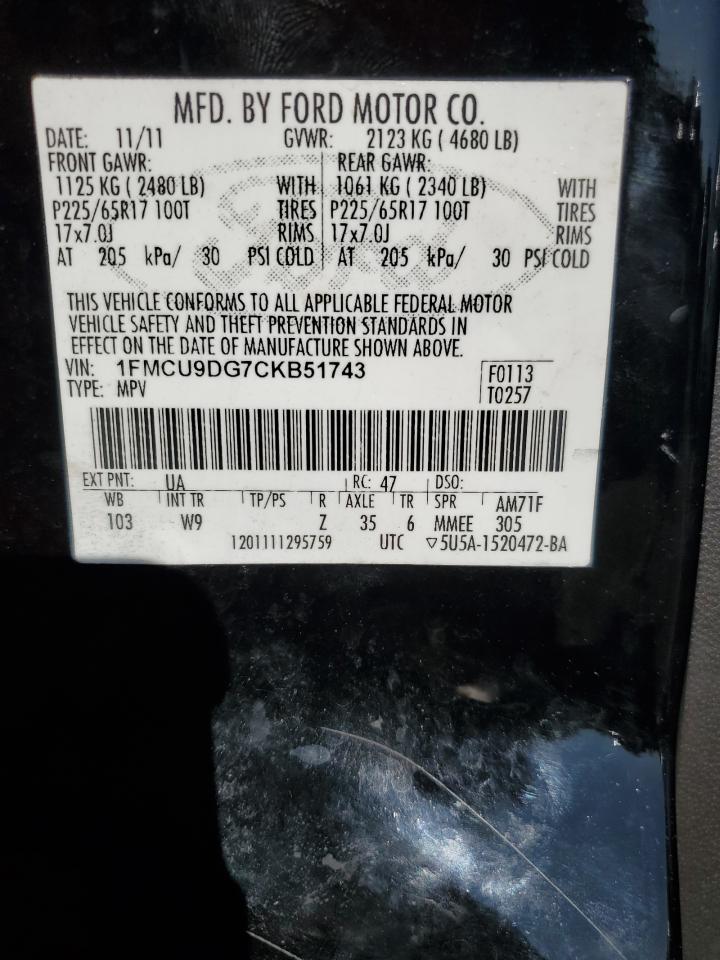 MFD. BY FORD MOTOR CO.
DATE: 11/11 GVWR: 2123 KG ( 4680 LB)
FRONT GAWR: REAR GAWR:
1125 KG ( 2480 LB) WITH 1061 KG ( 2340 LB) WITH
P225/65R17 100T TIRES P225/65R17 100T TIRES
17x7.0J RIMS 17x7.0J RIMS
AT 205 kPa/ 30 PSI COLD AT 205 kPa/ 30 PSI COLD
Ford
THIS VEHICLE CONFORMS TO ALL APPLICABLE FEDERAL MOTOR
VEHICLE SAFETY AND THEFT PREVENTION STANDARDS IN
EFFECT ON THE DATE OF MANUFACTURE SHOWN ABOVE.
VIN: 1FMCU9DG7CKB51743 F0113
TYPE: MPV T0257
EXT PNT: UA RC: 47 DSO:
WB INT TR TP/PS R AXLE TR SPR AM71F
103 W9 Z 35 6 MMEE 305
1201111295759 UTC ▽5U5A-1520472-BA